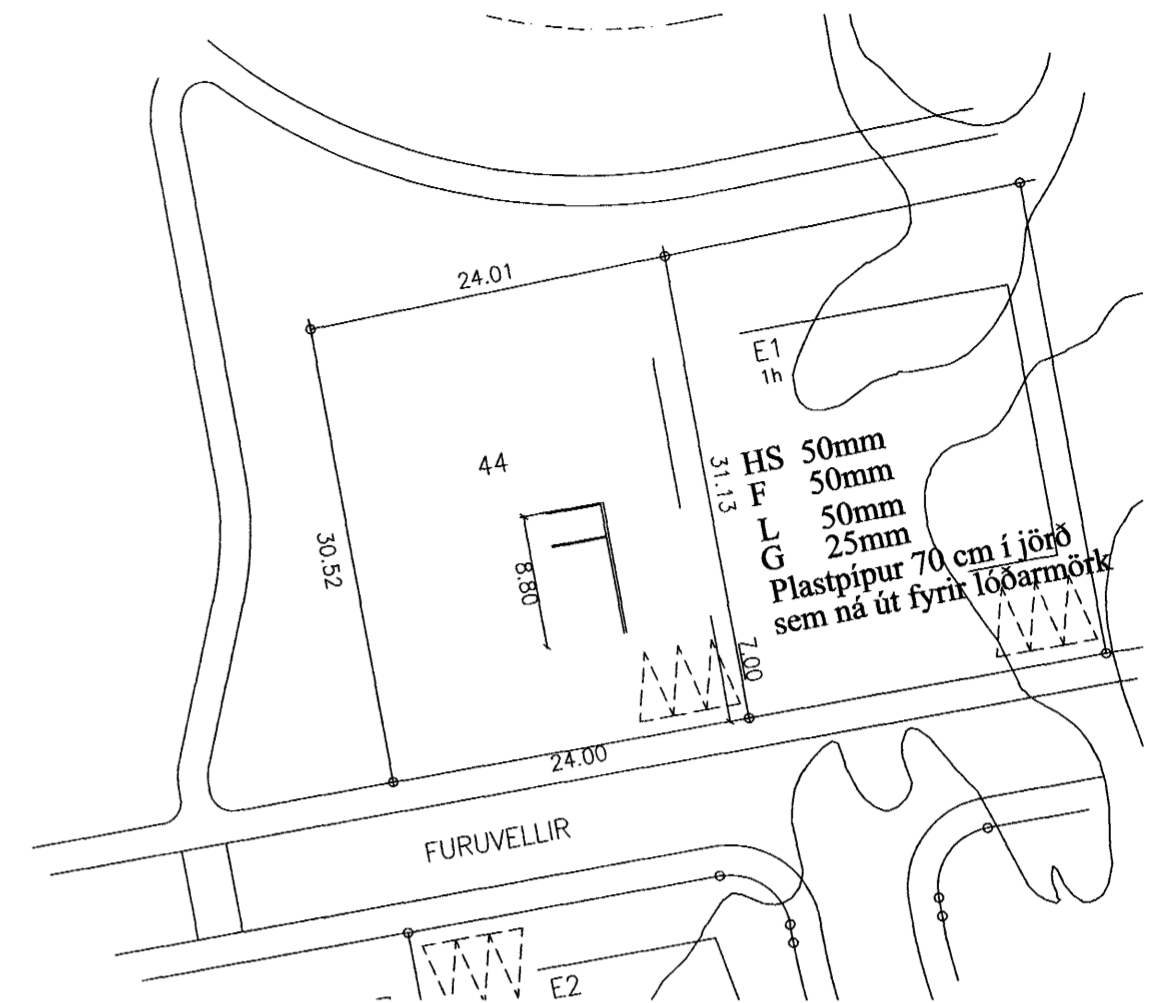 24.01
E1
1h
44
31.13
HS 50mm
F 50mm
L 50mm
G 25mm
Plastpípur 70 cm í jörð
sem ná út fyrir lóðarmörk
30.52
8.80
7.00
24.00
FURUVELLIR
E2